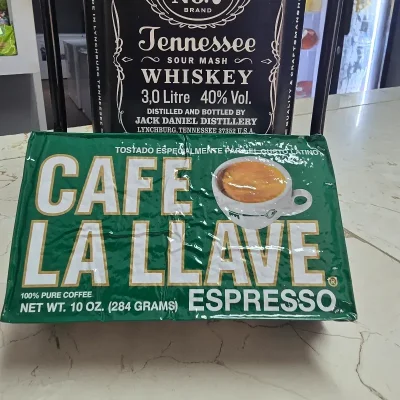 No.7
BRAND
Tennessee
SOUR MASH
WHISKEY
3,0 Litre 40% Vol.
DISTILLED AND BOTTLED BY
JACK DANIEL DISTILLERY
LYNCHBURG, TENNESSEE 37352 U.S.A.
TOSTADO ESPECIALMENTE PARA EL GUSTO LATINO
CAFE
LA LLAVE®
100% PURE COFFEE
NET WT. 10 OZ. (284 GRAMS) ESPRESSO